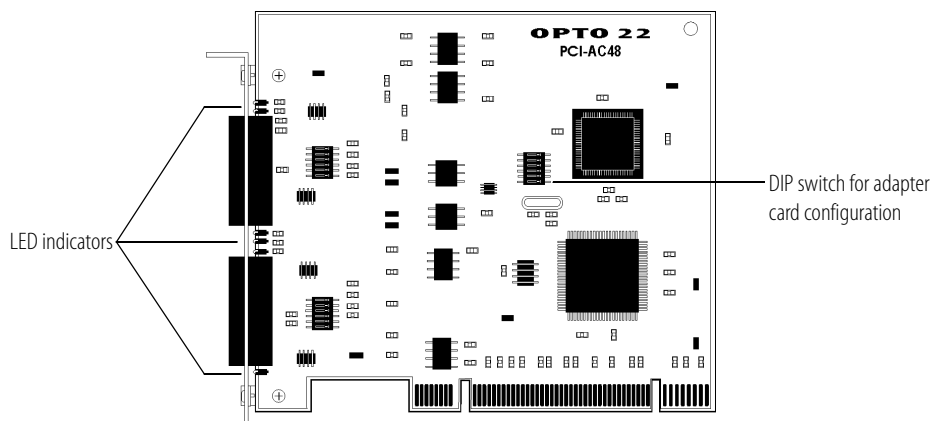 OPTO 22
PCI-AC48
DIP switch for adapter
card configuration
LED indicators